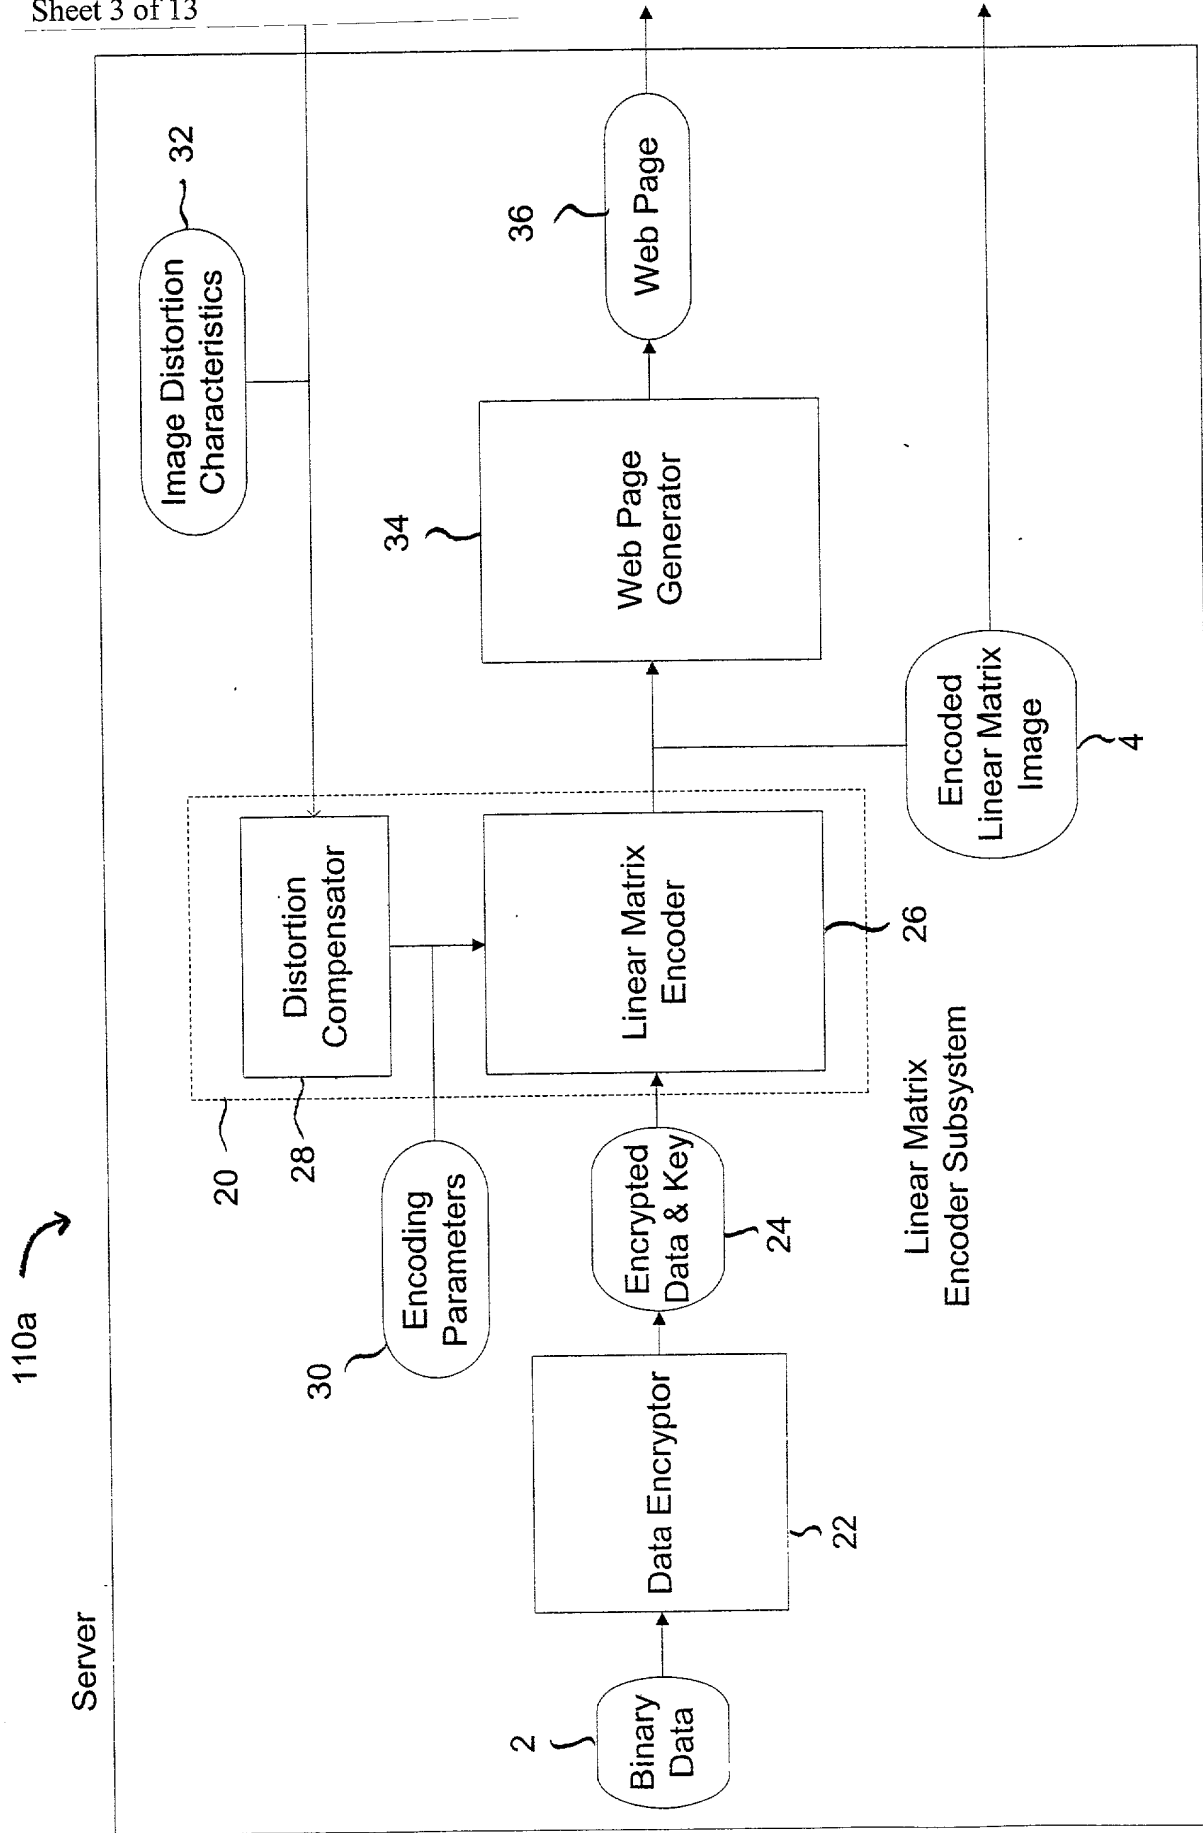 Sheet 3 of 13
110a
Server
Image Distortion
Characteristics
32
20
28
Distortion
Compensator
30
Encoding
Parameters
34
Web Page
Generator
36
Web Page
2
Binary
Data
Data Encryptor
22
Encrypted
Data & Key
24
Linear Matrix
Encoder
26
Linear Matrix
Encoder Subsystem
Encoded
Linear Matrix
Image
4